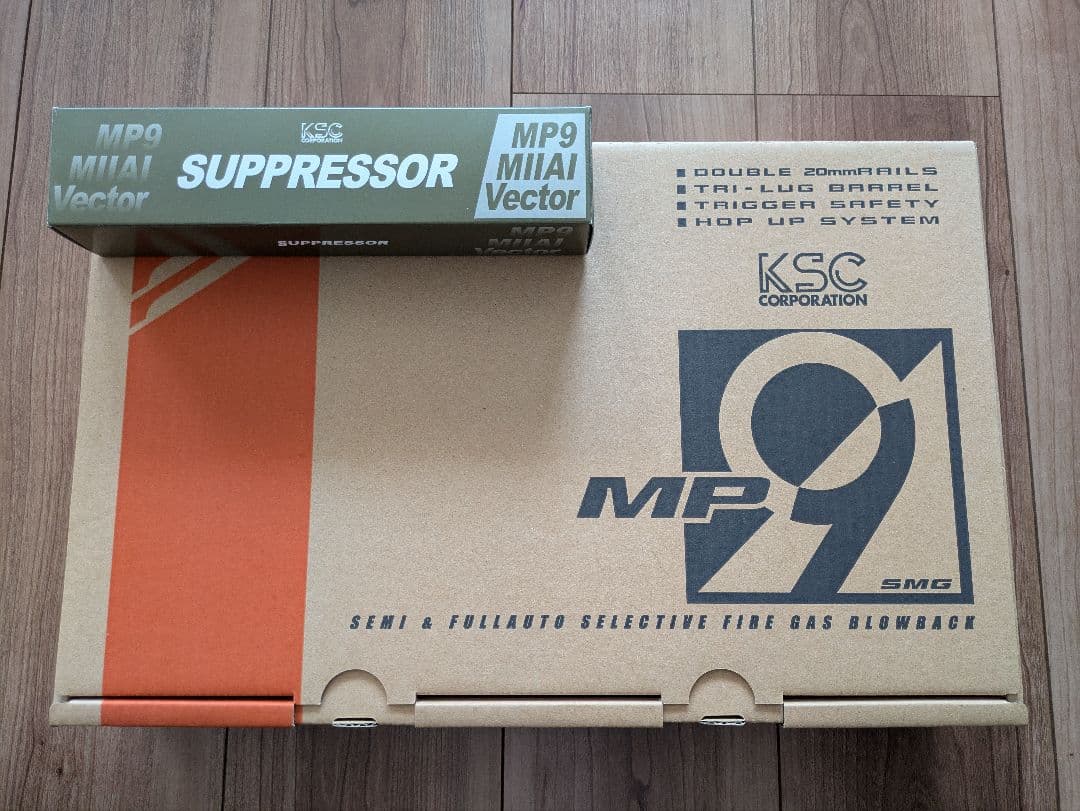 MP9
MIIAI
Vector
KSC
CORPORATION
SUPPRESSOR
MP9
MIIAI
Vector
SUPPRESSOR
MP9
MIIAI
Vector
DOUBLE 20mmRAILS
TRI-LUG BARREL
TRIGGER SAFETY
HOP UP SYSTEM
KSC
CORPORATION
MP9
SMG
SEMI & FULLAUTO SELECTIVE FIRE GAS BLOWBACK